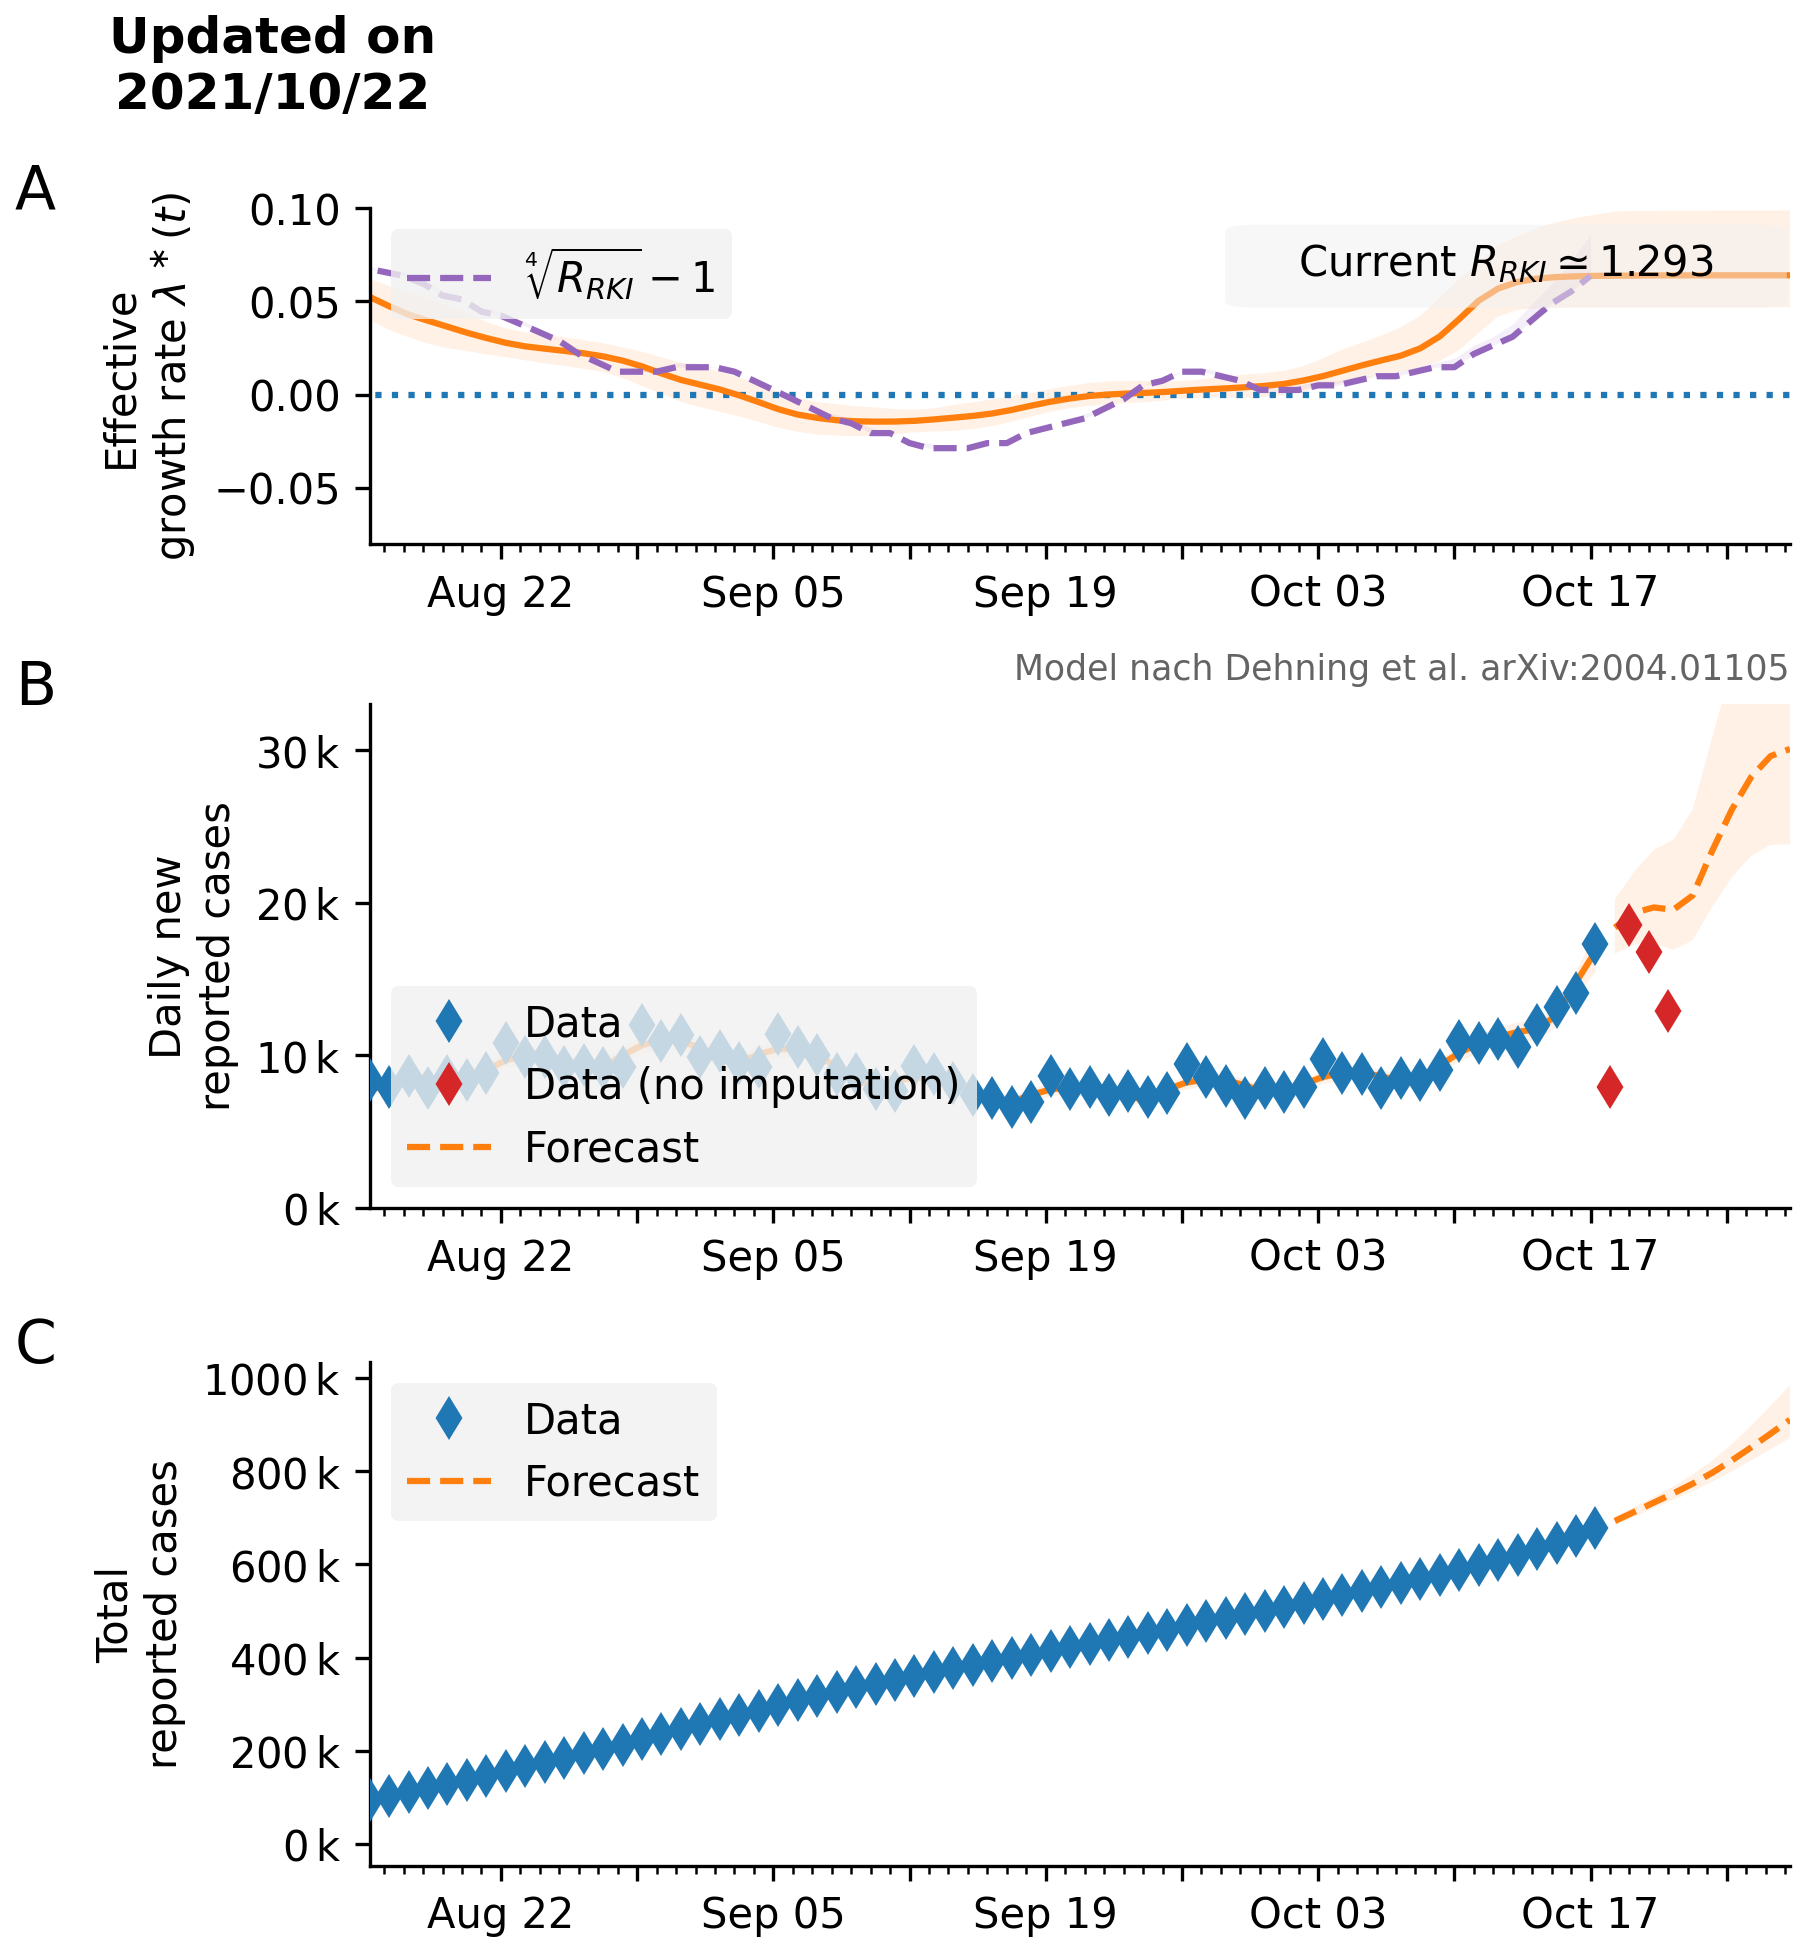 Updated on
2021/10/22
A
Effective
growth rate λ * (t)
0.10
0.05
0.00
−0.05
⁴√R_RKI − 1
Current R_RKI ≃ 1.293
Aug 22
Sep 05
Sep 19
Oct 03
Oct 17
Model nach Dehning et al. arXiv:2004.01105
B
Daily new
reported cases
30 k
20 k
10 k
0 k
Data
Data (no imputation)
Forecast
Aug 22
Sep 05
Sep 19
Oct 03
Oct 17
C
Total
reported cases
1000 k
800 k
600 k
400 k
200 k
0 k
Data
Forecast
Aug 22
Sep 05
Sep 19
Oct 03
Oct 17